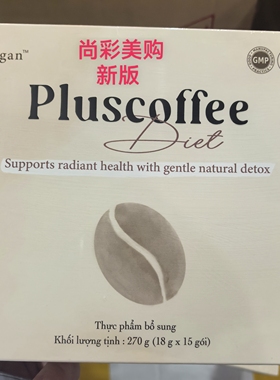 gan™
尚彩美购
新版
GMP
Pluscoffee
Diet
Supports radiant health with gentle natural detox
Thực phẩm bổ sung
Khối lượng tịnh : 270 g (18 g x 15 gói)